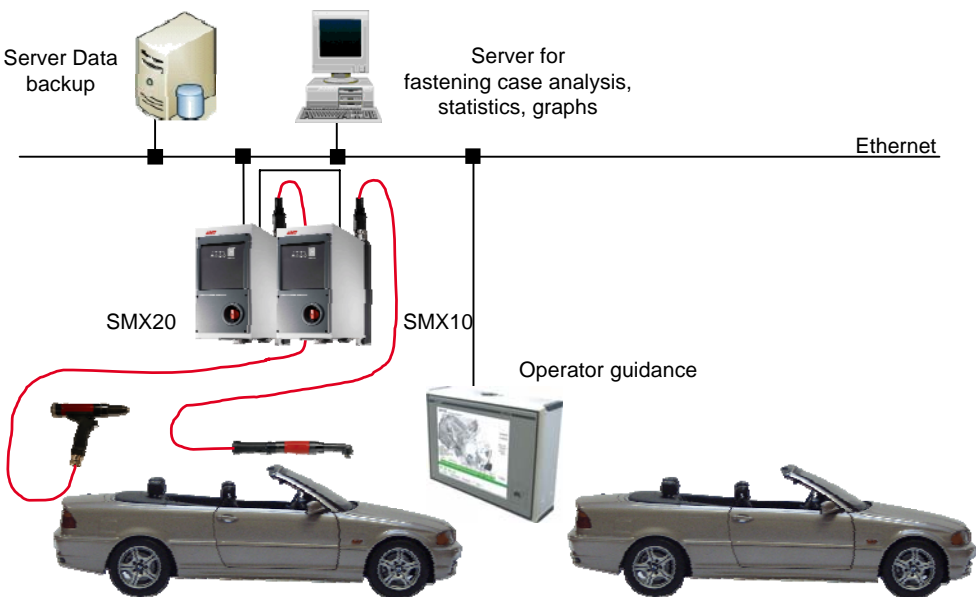 Server Data
backup
Server for
fastening case analysis,
statistics, graphs
Ethernet
SMX20
SMX10
Operator guidance